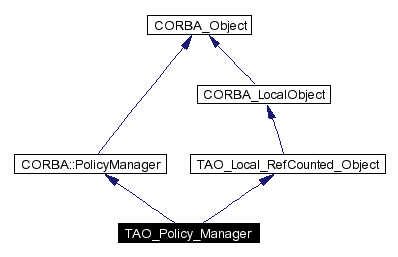 CORBA_Object
CORBA_LocalObject
CORBA::PolicyManager
TAO_Local_RefCounted_Object
TAO_Policy_Manager